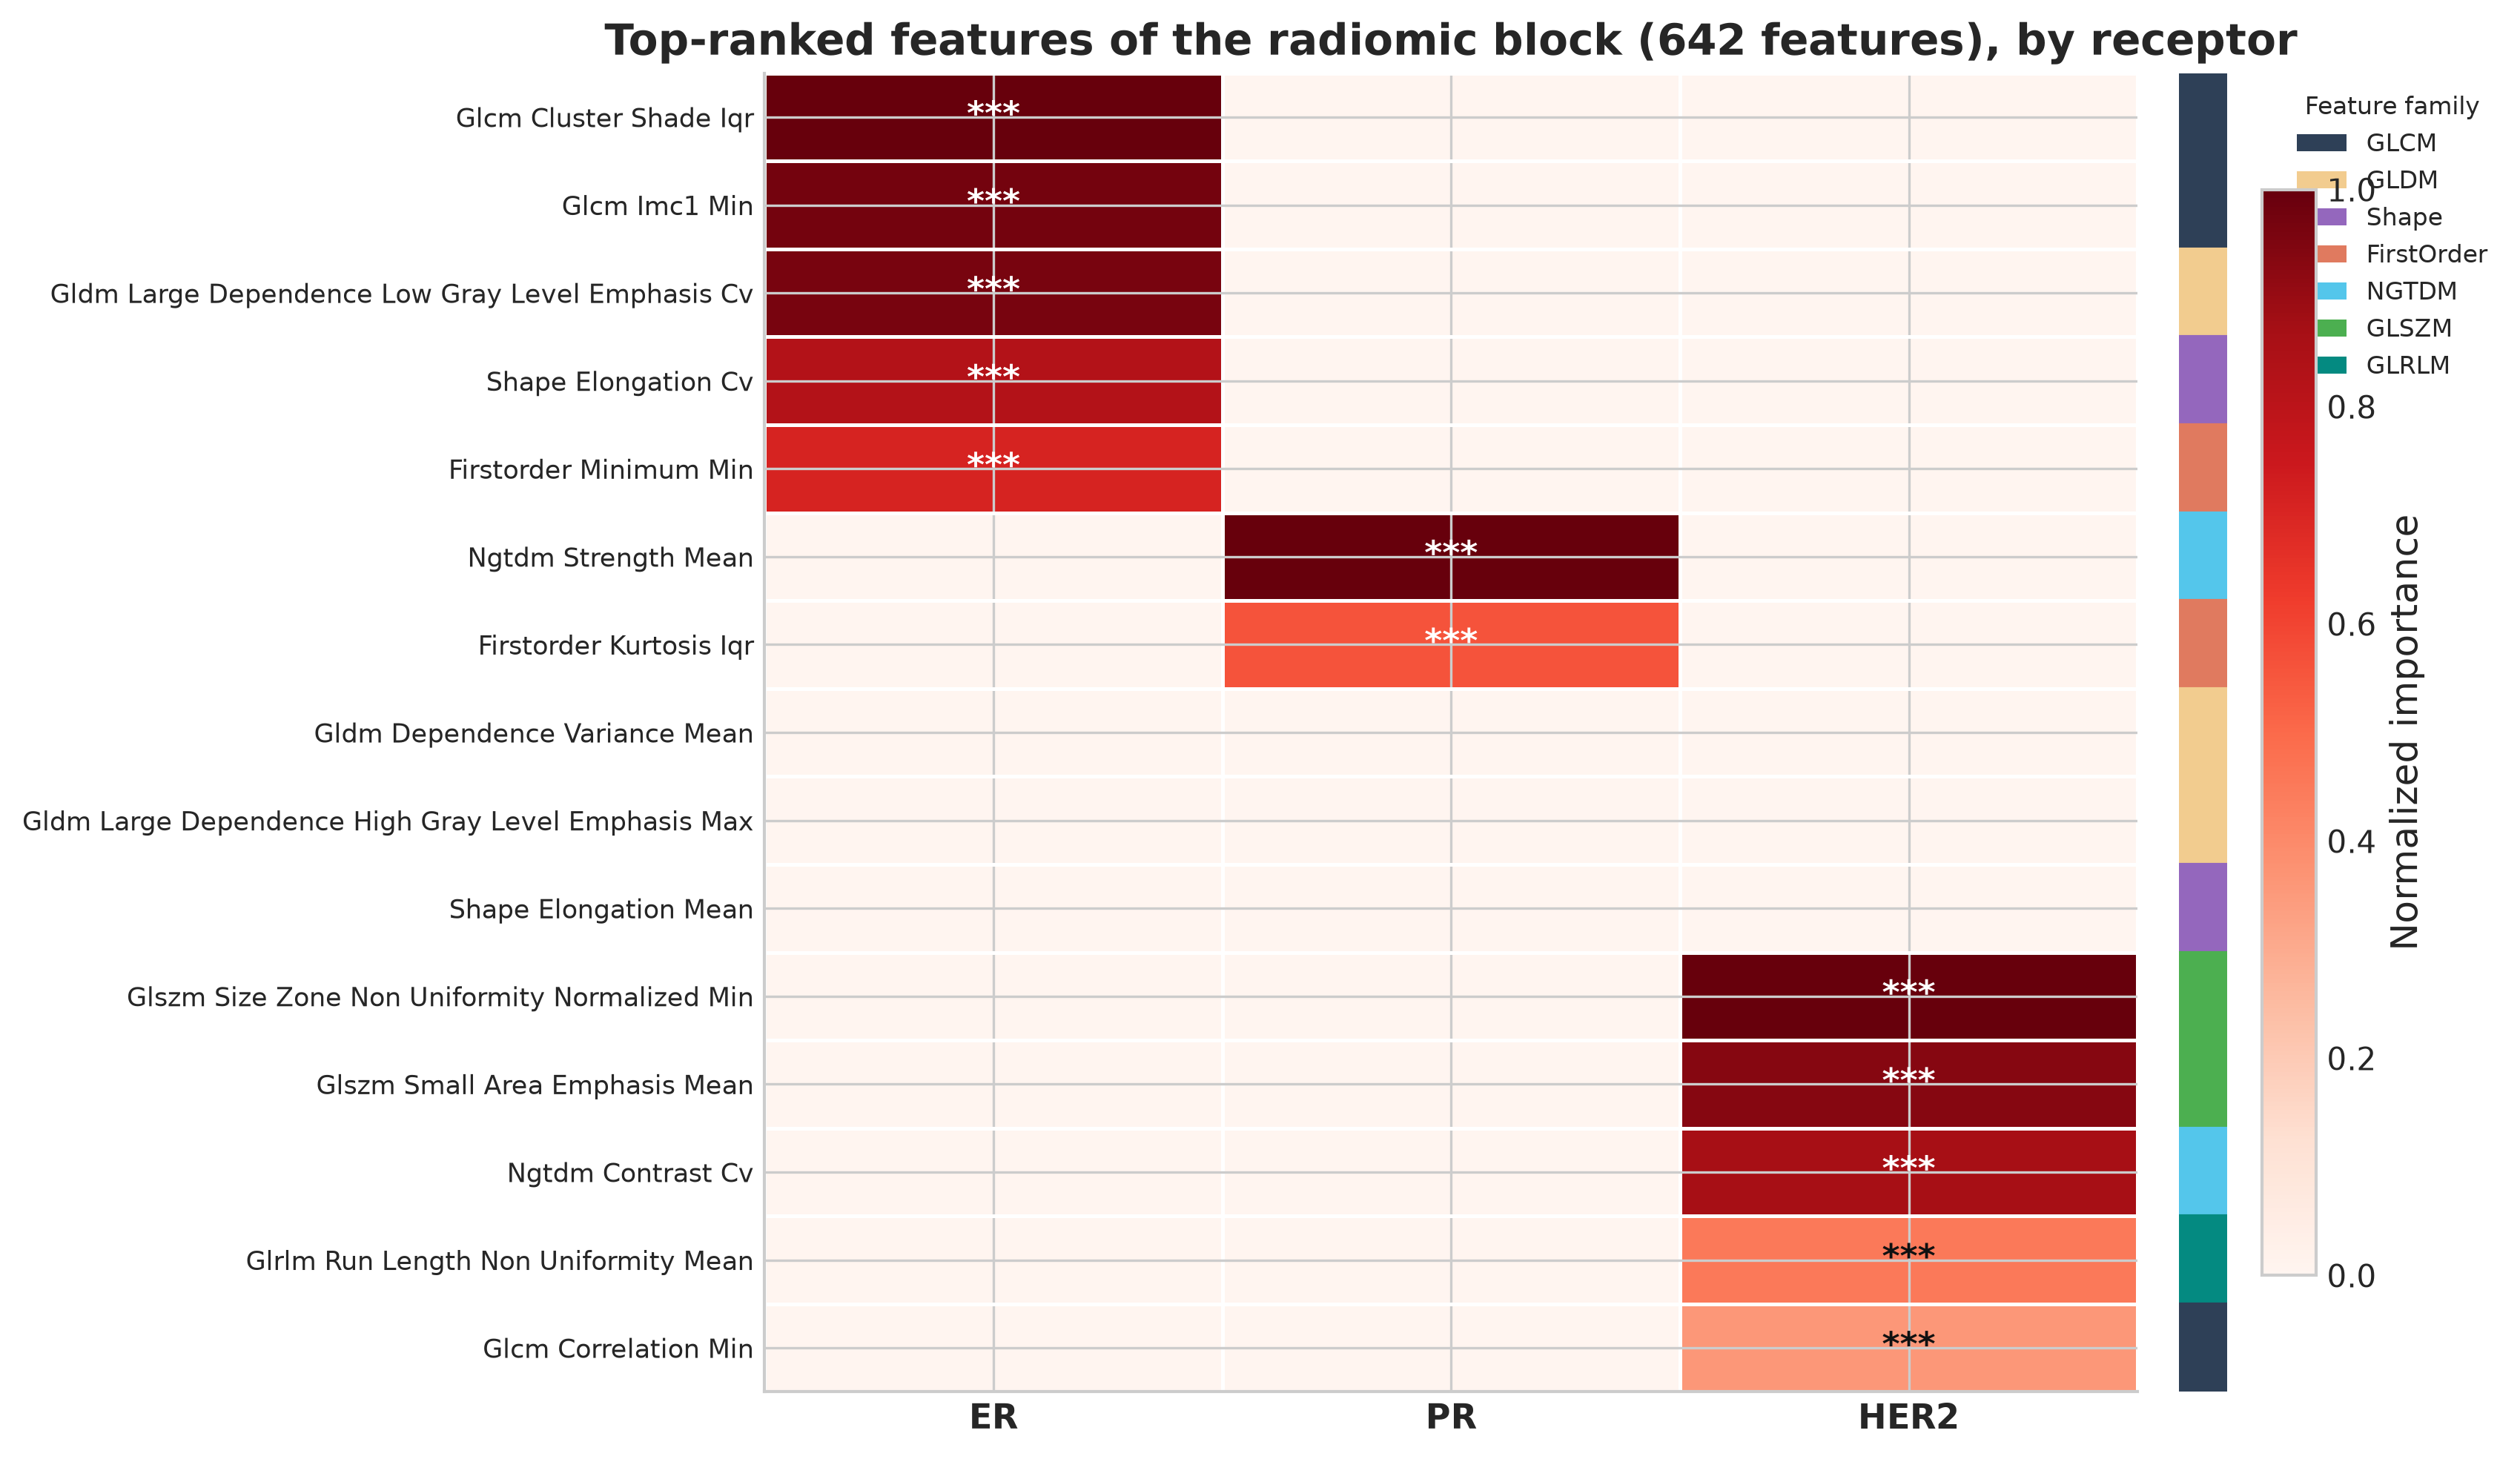 Top-ranked features of the radiomic block (642 features), by receptor
Glcm Cluster Shade Iqr
***
Glcm Imc1 Min
***
Gldm Large Dependence Low Gray Level Emphasis Cv
***
Shape Elongation Cv
***
Firstorder Minimum Min
***
Ngtdm Strength Mean
***
Firstorder Kurtosis Iqr
***
Gldm Dependence Variance Mean
Gldm Large Dependence High Gray Level Emphasis Max
Shape Elongation Mean
Glszm Size Zone Non Uniformity Normalized Min
***
Glszm Small Area Emphasis Mean
***
Ngtdm Contrast Cv
***
Glrlm Run Length Non Uniformity Mean
***
Glcm Correlation Min
***
ER
PR
HER2
Feature family
GLCM
GLDM
Shape
FirstOrder
NGTDM
GLSZM
GLRLM
1.0
0.8
0.6
0.4
0.2
0.0
Normalized importance